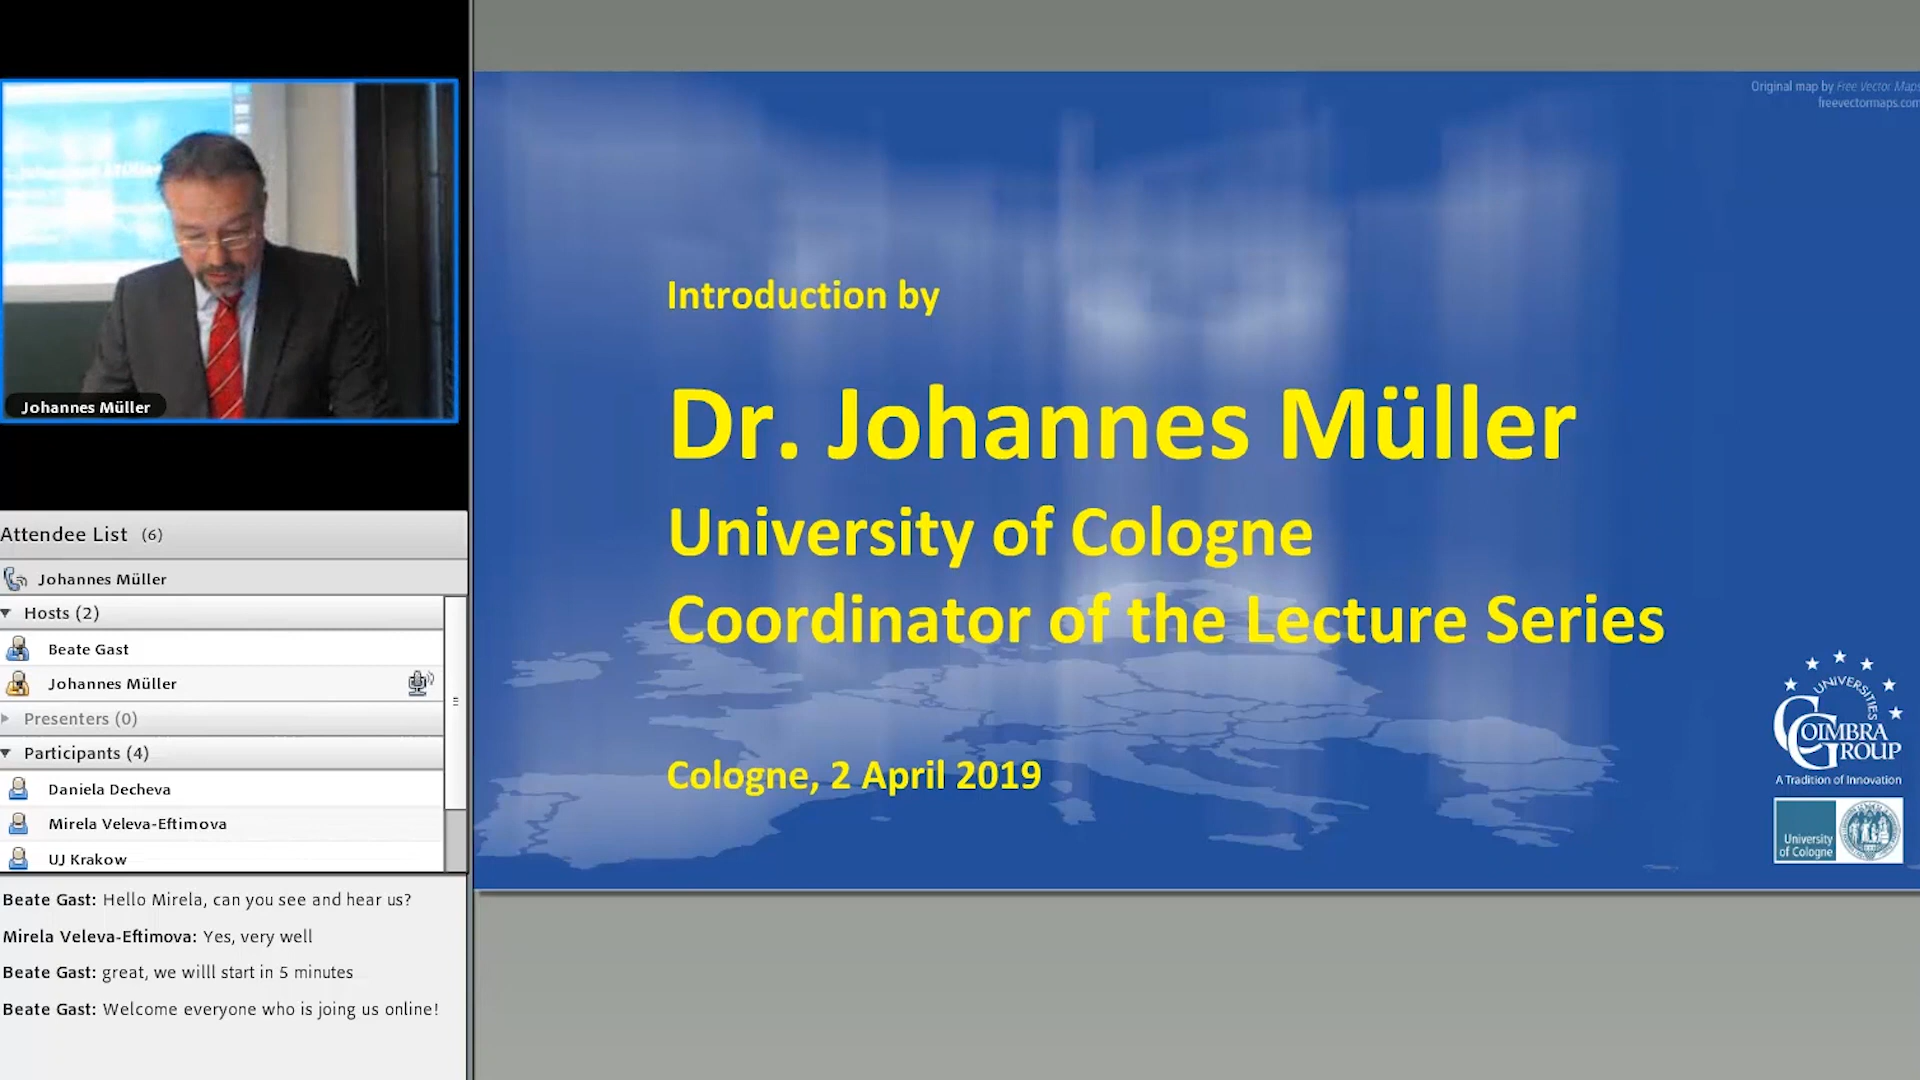 Johannes Müller
Attendee List (6)
Johannes Müller
Hosts (2)
Beate Gast
Johannes Müller
Presenters (0)
Participants (4)
Daniela Decheva
Mirela Veleva-Eftimova
UJ Krakow
Beate Gast: Hello Mirela, can you see and hear us?
Mirela Veleva-Eftimova: Yes, very well
Beate Gast: great, we willl start in 5 minutes
Beate Gast: Welcome everyone who is joing us online!
Original map by Free Vector Maps
freevectormaps.com
Introduction by
Dr. Johannes Müller
University of Cologne
Coordinator of the Lecture Series
Cologne, 2 April 2019
UNIVERSITIES
COIMBRA
GROUP
A Tradition of Innovation
University
of Cologne